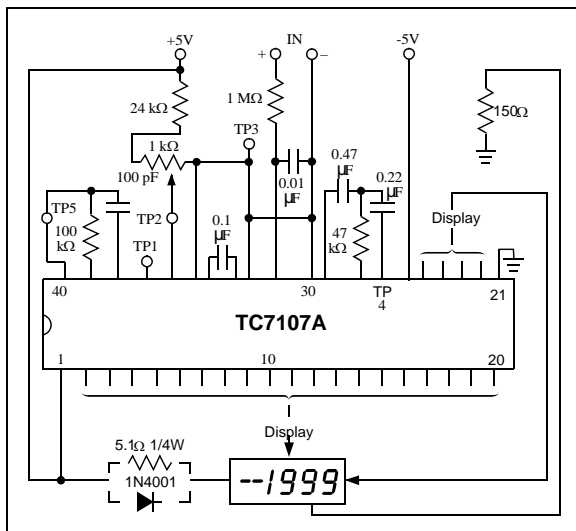 +5V
+ IN –
-5V
24 kΩ
1 MΩ
150Ω
TP3
1 kΩ
100 pF
0.01
µF
0.47
µF
0.22
µF
TP5
100
kΩ
TP2
TP1
0.1
µF
47
kΩ
Display
40
30
TP
4
21
TC7107A
1
10
20
Display
5.1Ω 1/4W
1N4001
--1999